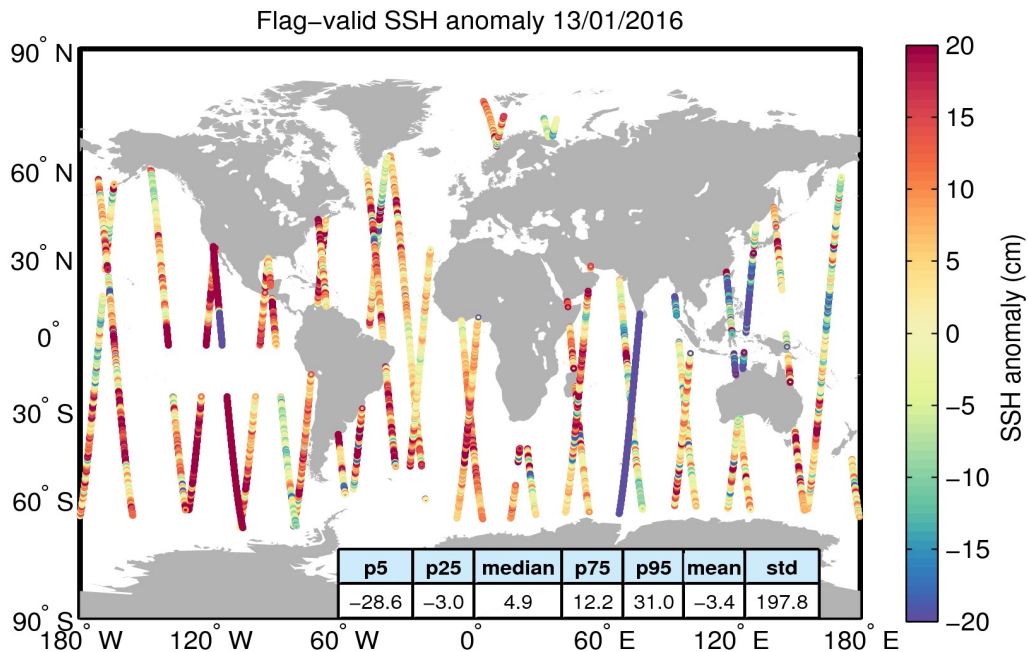 Flag−valid SSH anomaly 13/01/2016
90° N
60° N
30° N
0°
30° S
60° S
90° S
180° W 120° W 60° W 0° 60° E 120° E 180° E
p5 p25 median p75 p95 mean std
−28.6 −3.0 4.9 12.2 31.0 −3.4 197.8
20
15
10
5
0
−5
−10
−15
−20
SSH anomaly (cm)